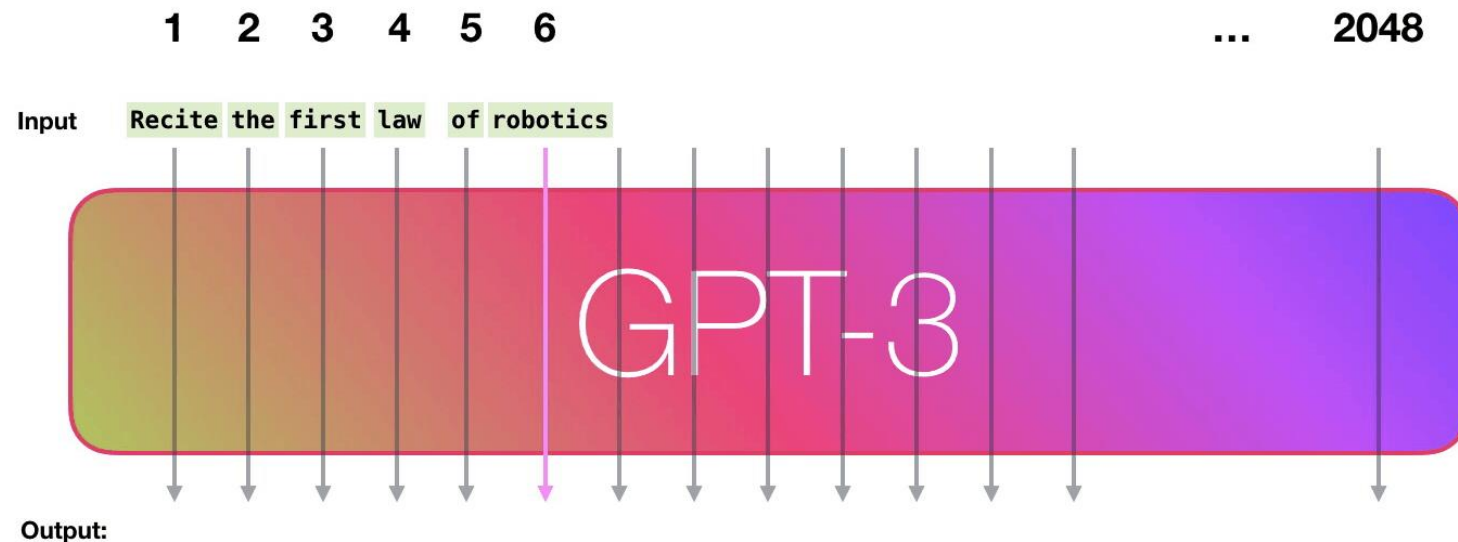 1 2 3 4 5 6 ... 2048
Input Recite the first law of robotics
GPT-3
Output: